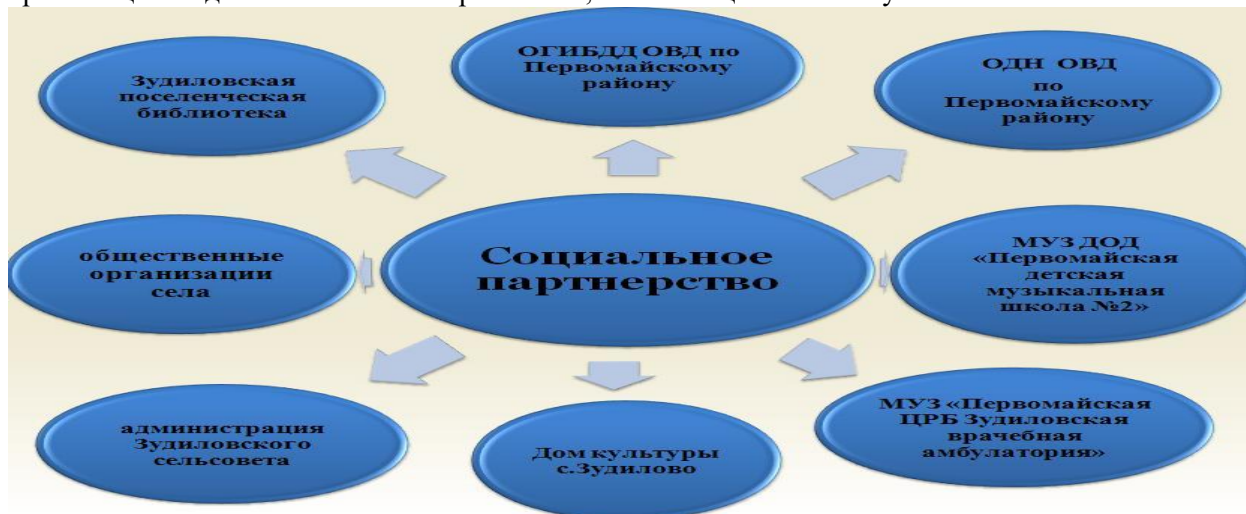 ОГИБДД ОВД по
Первомайскому
району
Зудиловская
поселенческая
библиотека
ОДН ОВД
по
Первомайскому
району
общественные
организации
села
Социальное
партнерство
МУЗ ДОД
«Первомайская
детская
музыкальная
школа №2»
администрация
Зудиловского
сельсовета
Дом культуры
с.Зудилово
МУЗ «Первомайская
ЦРБ Зудиловская
врачебная
амбулатория»